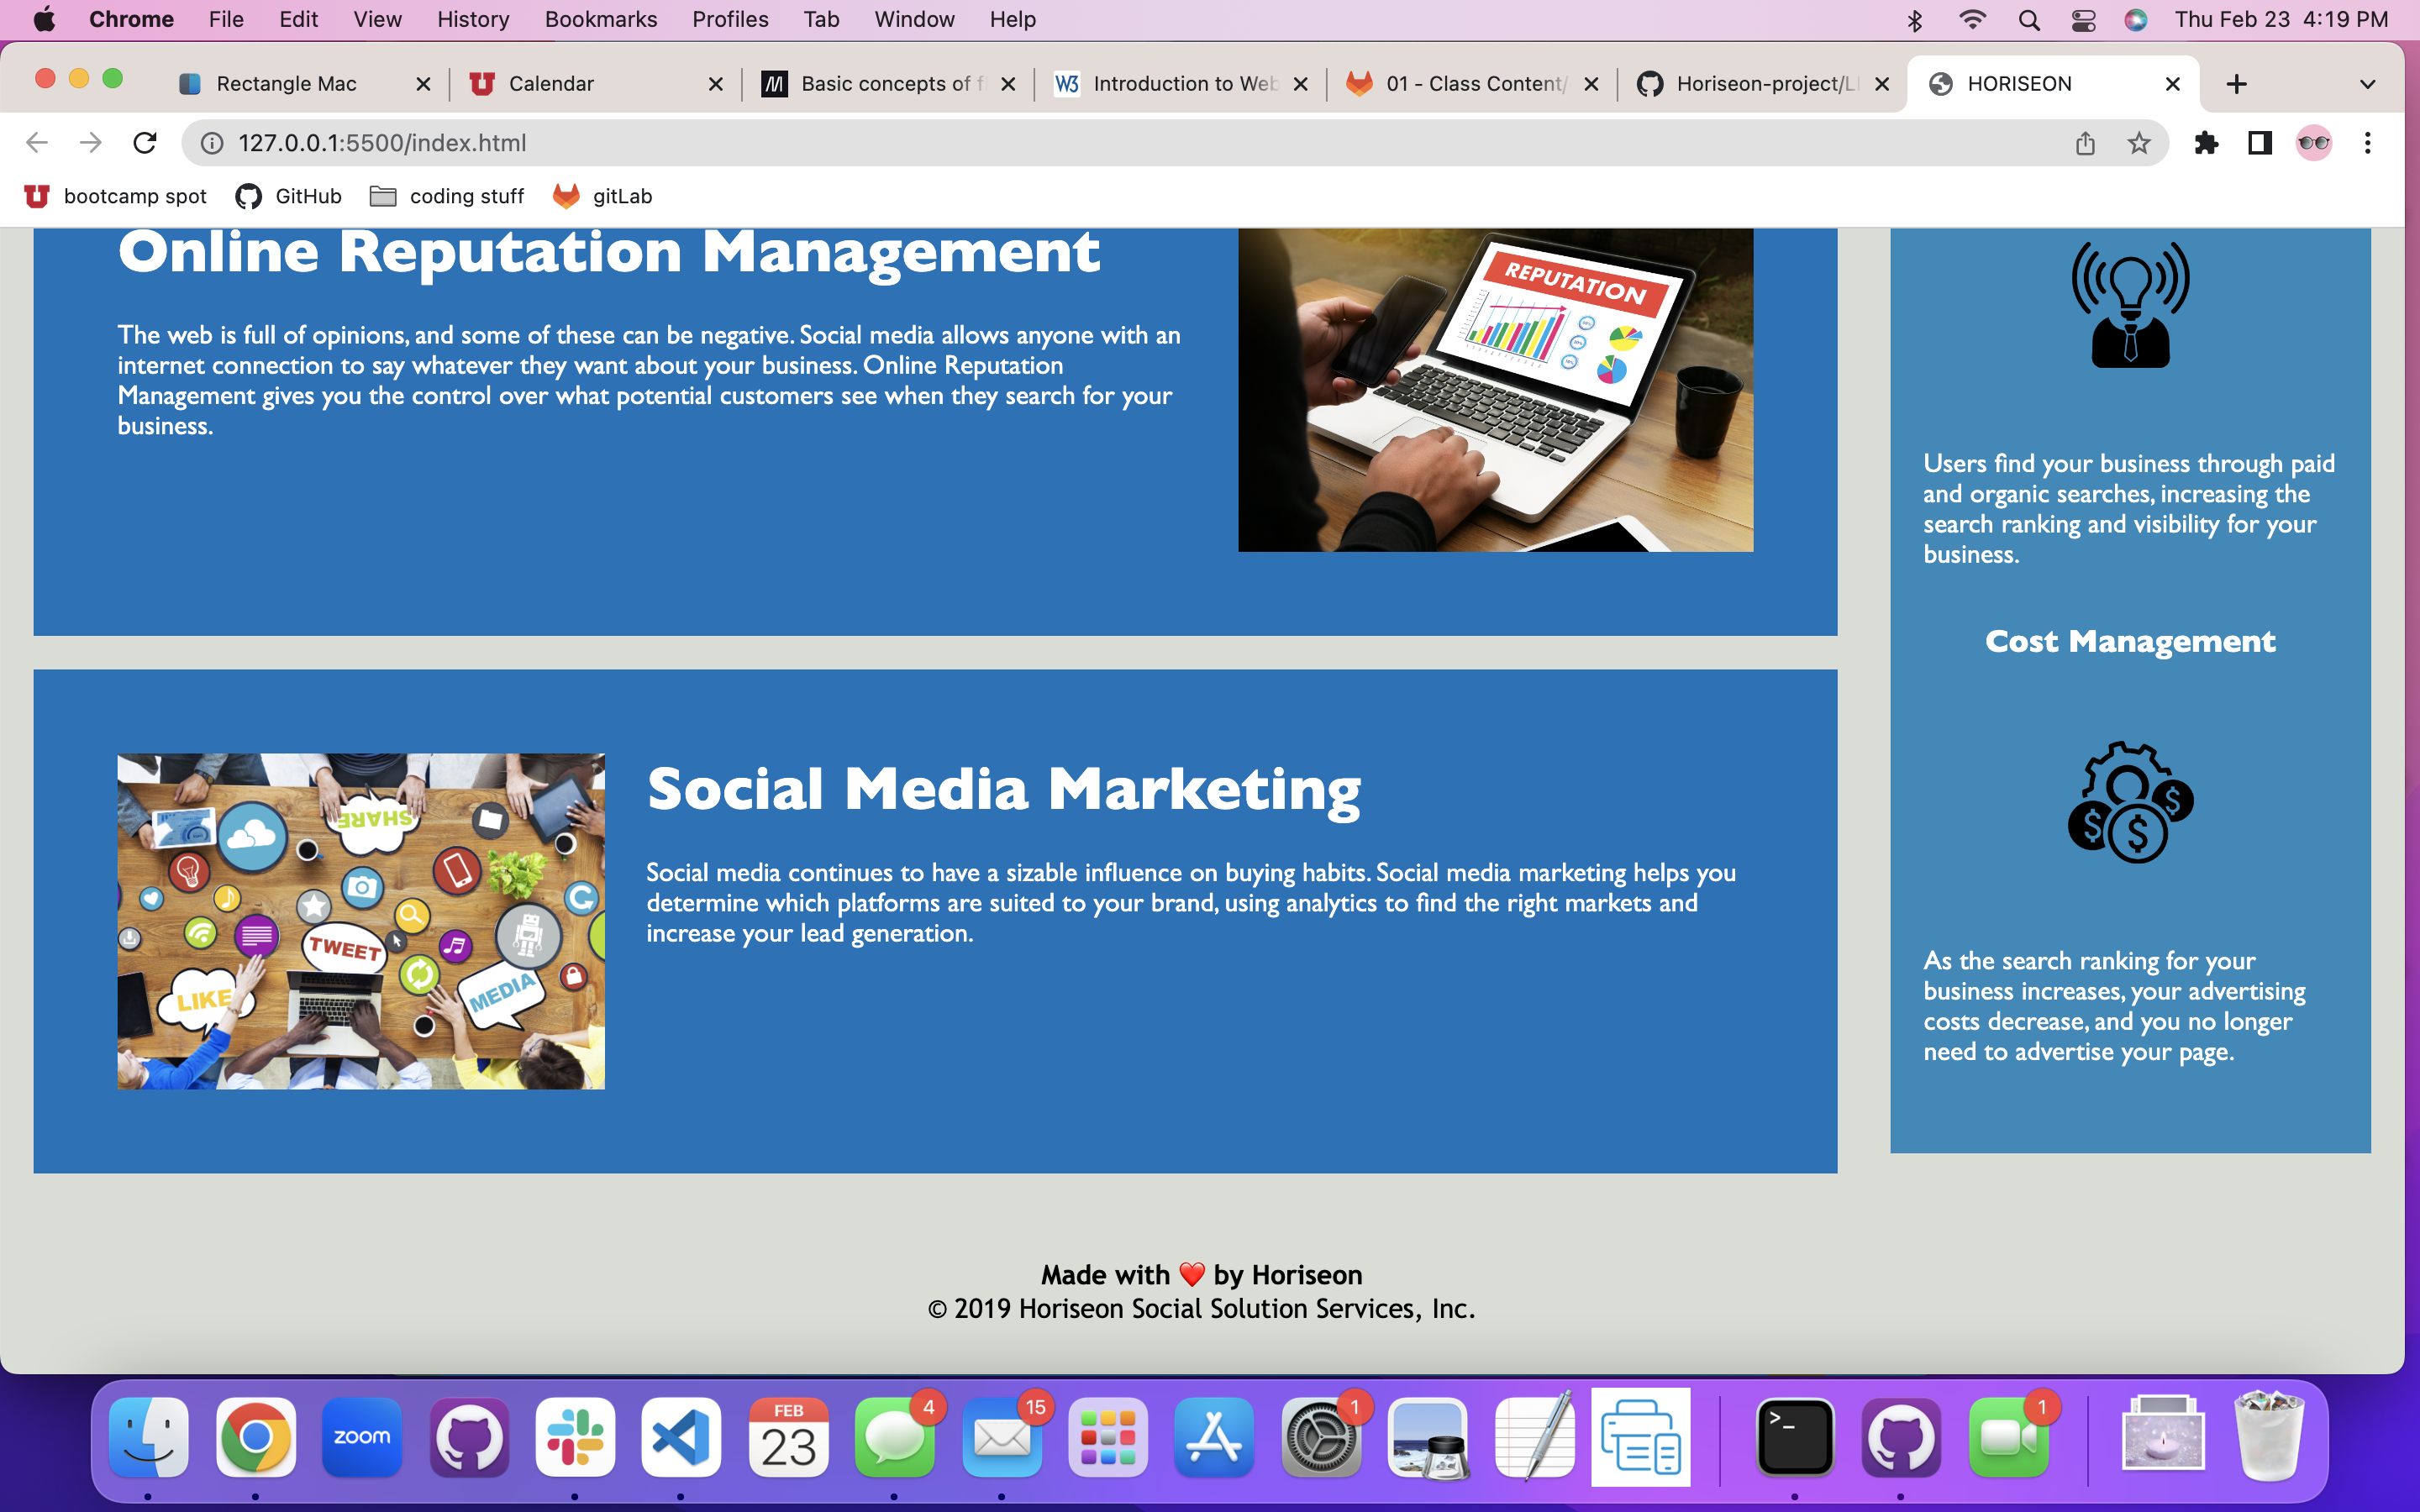 Chrome File Edit View History Bookmarks Profiles Tab Window Help Thu Feb 23 4:19 PM
Rectangle Mac Calendar Basic concepts of f Introduction to Web 01 - Class Content/ Horiseon-project/LI HORISEON
127.0.0.1:5500/index.html
bootcamp spot GitHub coding stuff gitLab
Online Reputation Management
The web is full of opinions, and some of these can be negative. Social media allows anyone with an
internet connection to say whatever they want about your business. Online Reputation
Management gives you the control over what potential customers see when they search for your
business.
REPUTATION
Social Media Marketing
Social media continues to have a sizable influence on buying habits. Social media marketing helps you
determine which platforms are suited to your brand, using analytics to find the right markets and
increase your lead generation.
SHARE
TWEET
LIKE
MEDIA
Users find your business through paid
and organic searches, increasing the
search ranking and visibility for your
business.
Cost Management
$ $ $
As the search ranking for your
business increases, your advertising
costs decrease, and you no longer
need to advertise your page.
Made with ❤️ by Horiseon
© 2019 Horiseon Social Solution Services, Inc.
zoom
FEB
23
4
15
1
>_
1